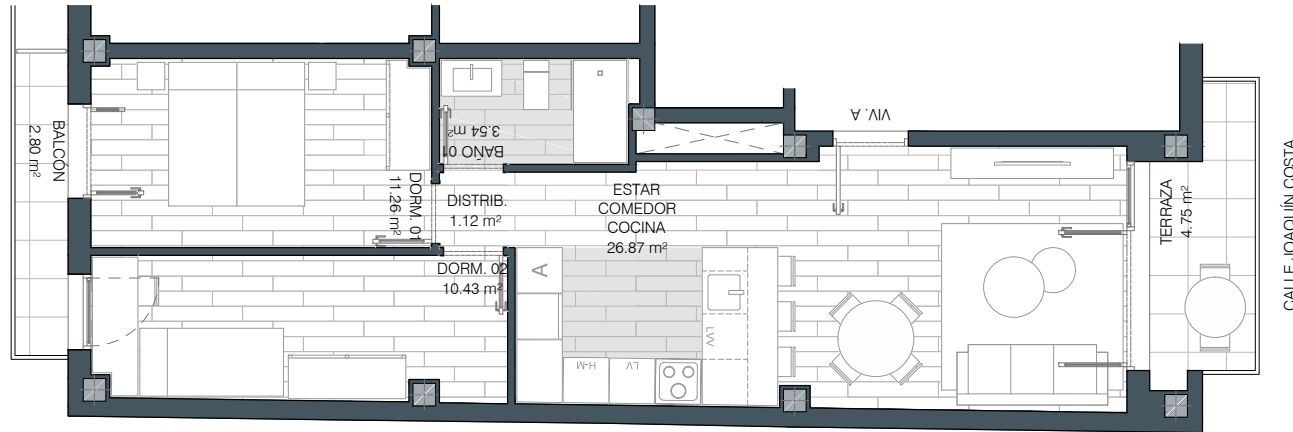 BALCÓN
2.80 m²
DORM. 01
11.26 m²
BAÑO 01
3.54 m²
DISTRIB.
1.12 m²
DORM. 02
10.43 m²
ESTAR
COMEDOR
COCINA
26.87 m²
A
H-M
LV
LVV
VIV. A
TERRAZA
4.75 m²
CALLE JOAQUÍN COSTA